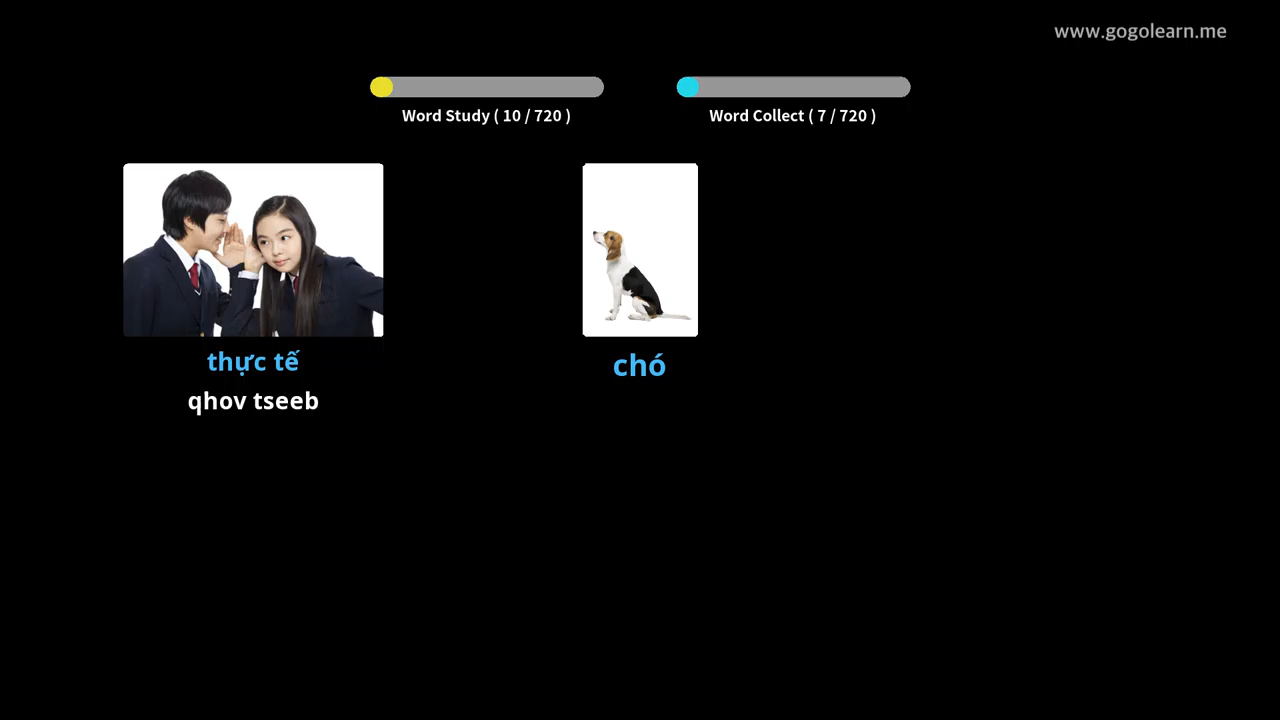 www.gogolearn.me
Word Study ( 10 / 720 )
Word Collect ( 7 / 720 )
thực tế
qhov tseeb
chó